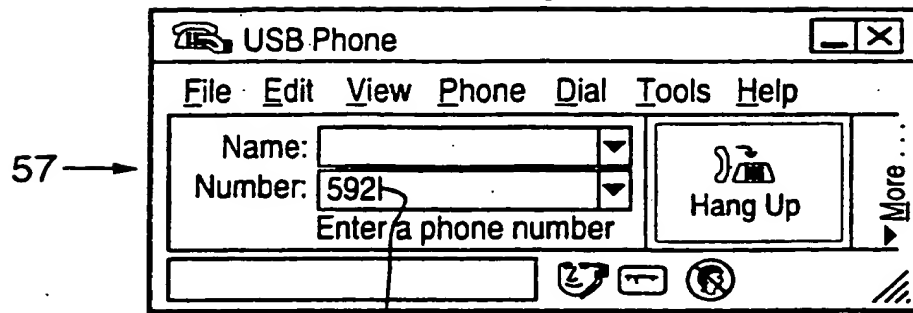 USB Phone
File Edit View Phone Dial Tools Help
57
Name:
Number: 592
Enter a phone number
Hang Up
More...